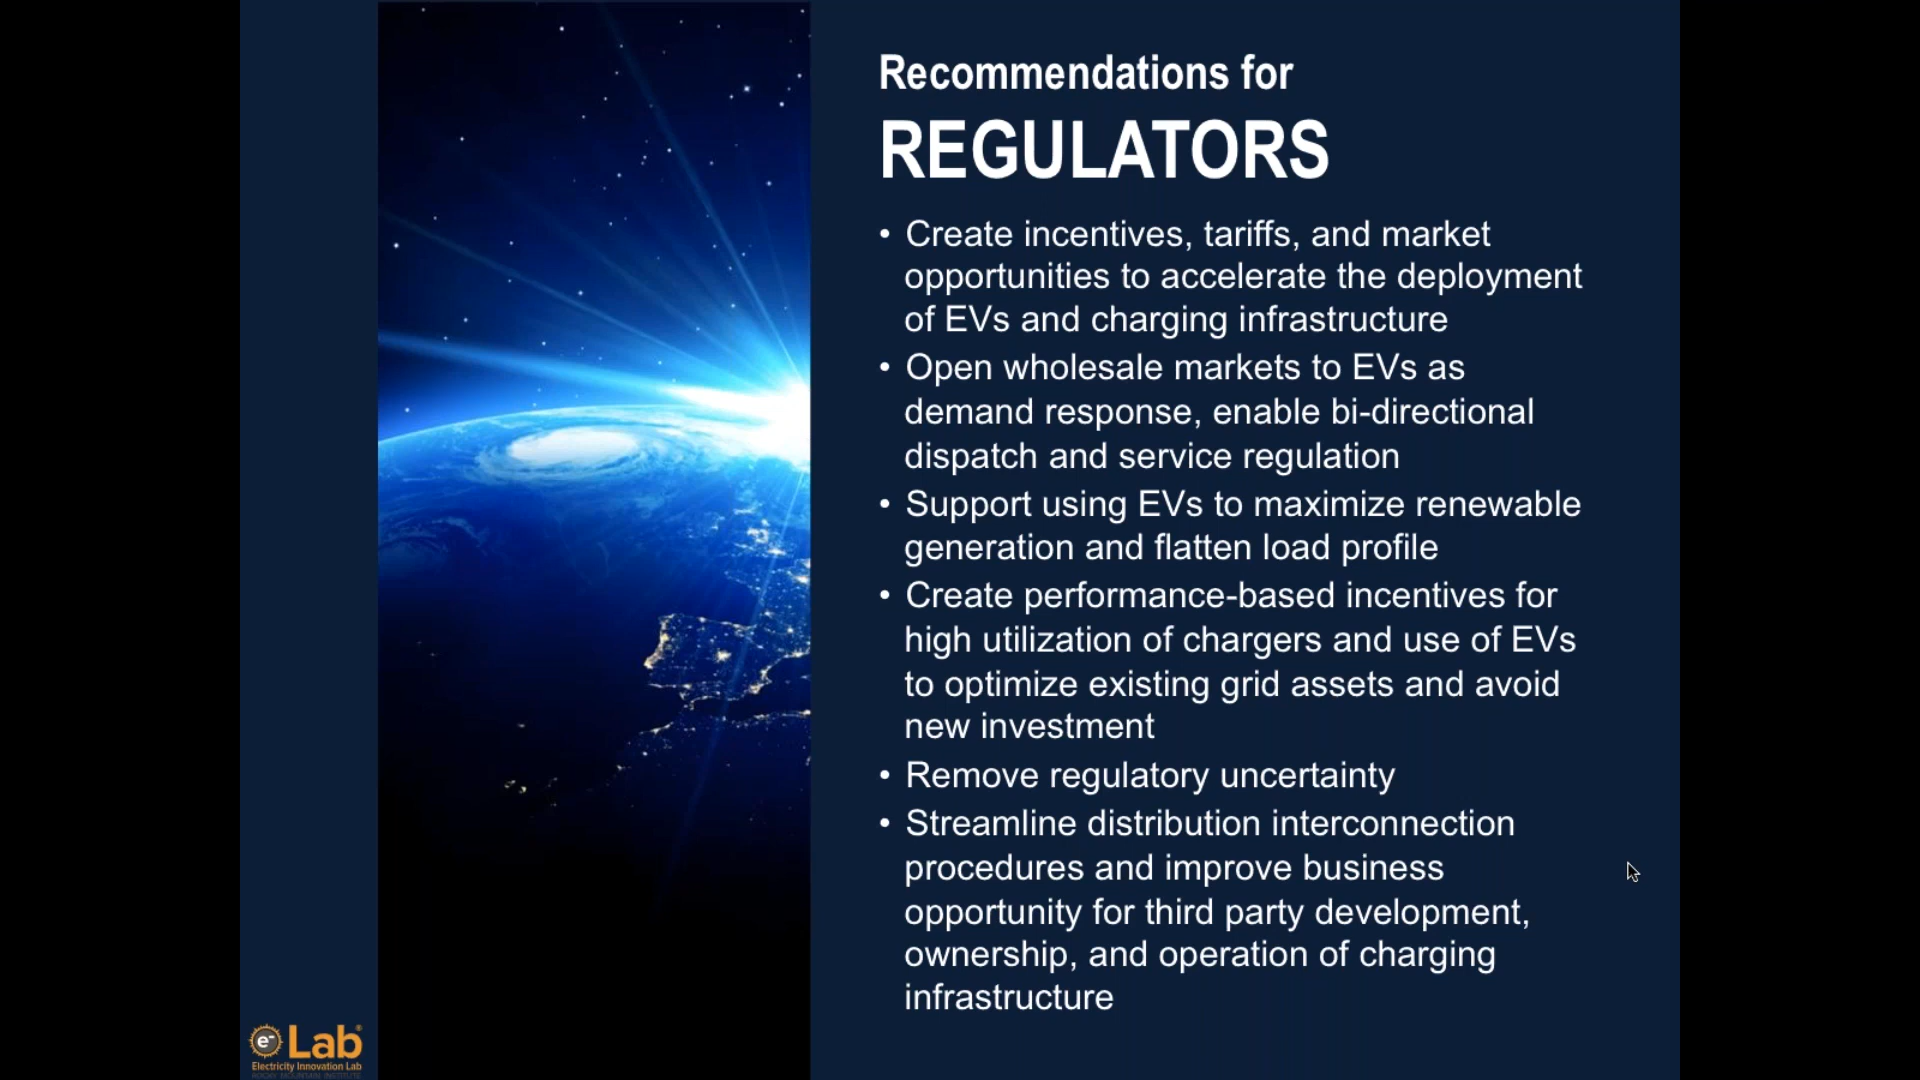 Recommendations for
REGULATORS
• Create incentives, tariffs, and market
opportunities to accelerate the deployment
of EVs and charging infrastructure
• Open wholesale markets to EVs as
demand response, enable bi-directional
dispatch and service regulation
• Support using EVs to maximize renewable
generation and flatten load profile
• Create performance-based incentives for
high utilization of chargers and use of EVs
to optimize existing grid assets and avoid
new investment
• Remove regulatory uncertainty
• Streamline distribution interconnection
procedures and improve business
opportunity for third party development,
ownership, and operation of charging
infrastructure
e- Lab®
Electricity Innovation Lab
ROCKY MOUNTAIN INSTITUTE